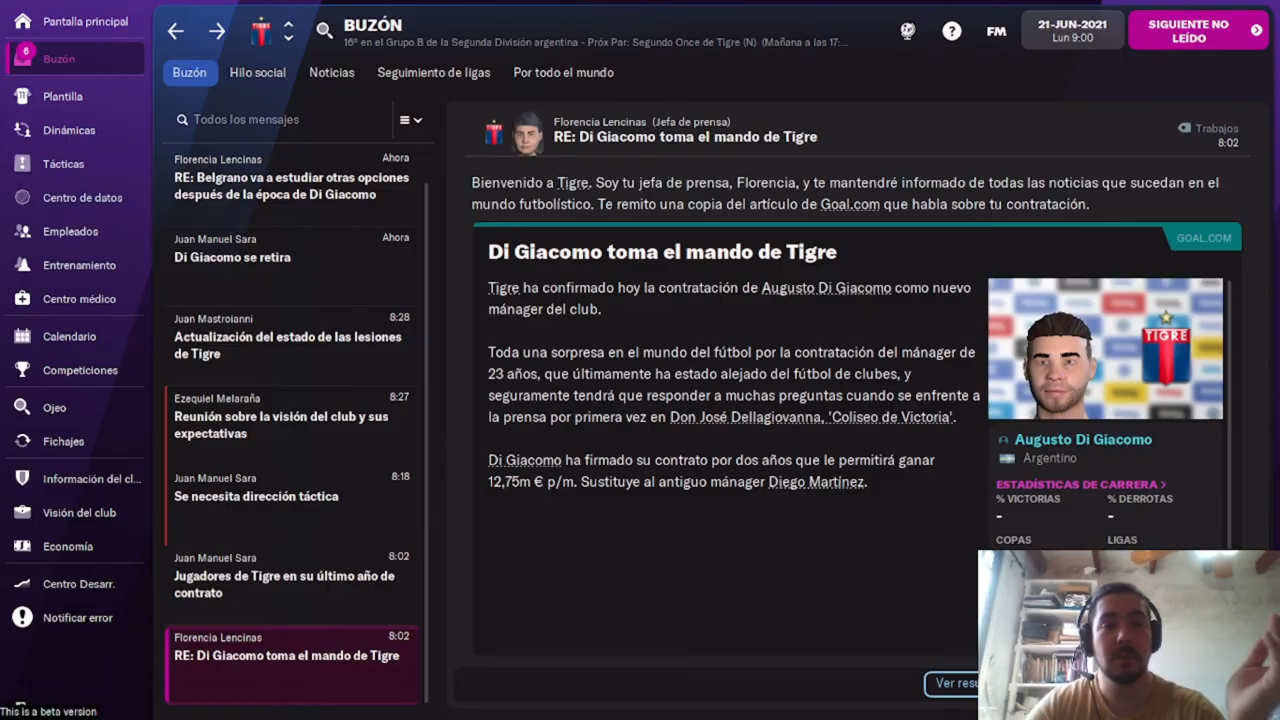 Pantalla principal
6
Buzón
Plantilla
Dinámicas
Tácticas
Centro de datos
Empleados
Entrenamiento
Centro médico
Calendario
Competiciones
Ojeo
Fichajes
Información del cl...
Visión del club
Economía
Centro Desarr.
Notificar error
This is a beta version
BUZÓN
16º en el Grupo B de la Segunda División argentina - Próx Par: Segundo Once de Tigre (N) (Mañana a las 17:...
?
FM
21-JUN-2021
Lun 9:00
SIGUIENTE NO
LEÍDO
Buzón
Hilo social
Noticias
Seguimiento de ligas
Por todo el mundo
Todos los mensajes
Florencia Lencinas
Ahora
RE: Belgrano va a estudiar otras opciones
después de la época de Di Giacomo
Juan Manuel Sara
Ahora
Di Giacomo se retira
Juan Mastroianni
8:28
Actualización del estado de las lesiones
de Tigre
Ezequiel Melaraña
8:27
Reunión sobre la visión del club y sus
expectativas
Juan Manuel Sara
8:18
Se necesita dirección táctica
Juan Manuel Sara
8:02
Jugadores de Tigre en su último año de
contrato
Florencia Lencinas
8:02
RE: Di Giacomo toma el mando de Tigre
Florencia Lencinas (Jefa de prensa)
RE: Di Giacomo toma el mando de Tigre
Trabajos
8:02
Bienvenido a Tigre. Soy tu jefa de prensa, Florencia, y te mantendré informado de todas las noticias que sucedan en el
mundo futbolístico. Te remito una copia del artículo de Goal.com que habla sobre tu contratación.
GOAL.COM
Di Giacomo toma el mando de Tigre
Tigre ha confirmado hoy la contratación de Augusto Di Giacomo como nuevo
mánager del club.
Toda una sorpresa en el mundo del fútbol por la contratación del mánager de
23 años, que últimamente ha estado alejado del fútbol de clubes, y
seguramente tendrá que responder a muchas preguntas cuando se enfrente a
la prensa por primera vez en Don José Dellagiovanna, 'Coliseo de Victoria'.
Di Giacomo ha firmado su contrato por dos años que le permitirá ganar
12,75m € p/m. Sustituye al antiguo mánager Diego Martínez.
TIGRE
Augusto Di Giacomo
Argentino
ESTADÍSTICAS DE CARRERA >
% VICTORIAS
% DERROTAS
-
-
COPAS
LIGAS
Ver resu